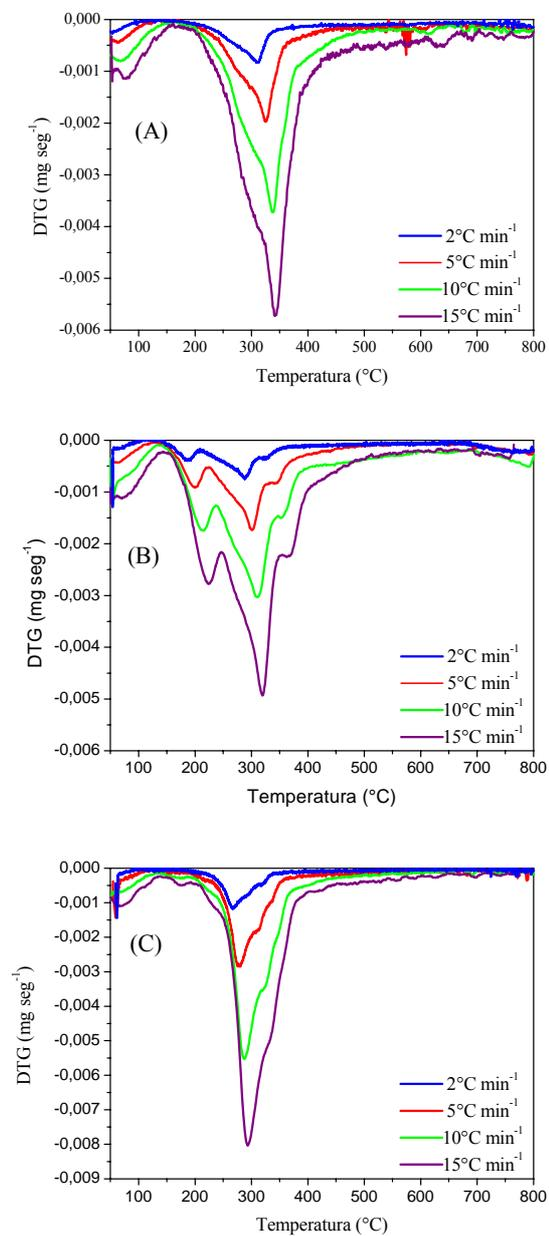 0,000
-0,001
-0,002
-0,003
-0,004
-0,005
-0,006
DTG (mg seg⁻¹)
(A)
2°C min⁻¹
5°C min⁻¹
10°C min⁻¹
15°C min⁻¹
100 200 300 400 500 600 700 800
Temperatura (°C)
0,000
-0,001
-0,002
-0,003
-0,004
-0,005
-0,006
DTG (mg seg⁻¹)
(B)
2°C min⁻¹
5°C min⁻¹
10°C min⁻¹
15°C min⁻¹
100 200 300 400 500 600 700 800
Temperatura (°C)
0,000
-0,001
-0,002
-0,003
-0,004
-0,005
-0,006
-0,007
-0,008
-0,009
DTG (mg seg⁻¹)
(C)
2°C min⁻¹
5°C min⁻¹
10°C min⁻¹
15°C min⁻¹
100 200 300 400 500 600 700 800
Temperatura (°C)